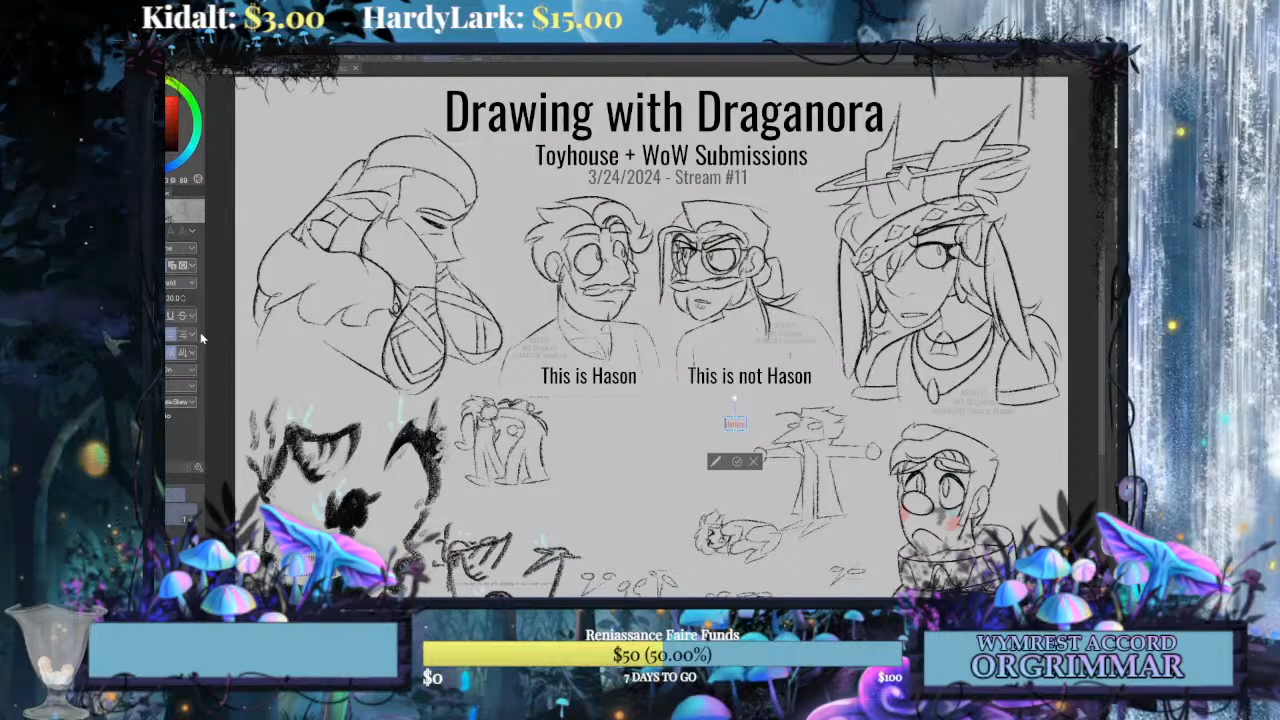 Kidalt: $3.00 HardyLark: $15.00
Drawing with Draganora
Toyhouse + WoW Submissions
3/24/2024 - Stream #11
This is Hason
This is not Hason
Reniassance Faire Funds
$50 (50.00%)
$0
7 DAYS TO GO
$100
WYMREST ACCORD
ORGRIMMAR